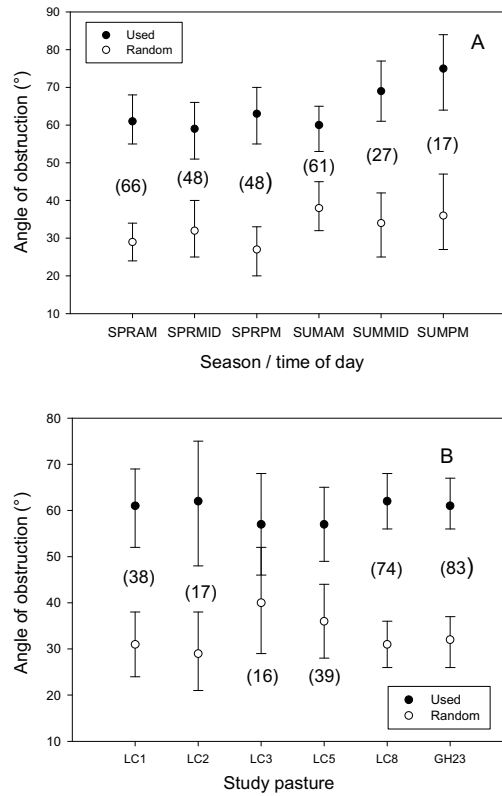 A
Used
Random
Angle of obstruction (°)
90
80
70
60
50
40
30
20
10
(66)
(48)
(48)
(61)
(27)
(17)
SPRAM SPRMID SPRPM SUMAM SUMMID SUMPM
Season / time of day
B
Angle of obstruction (°)
80
70
60
50
40
30
20
10
(38)
(17)
(16)
(39)
(74)
(83)
Used
Random
LC1 LC2 LC3 LC5 LC8 GH23
Study pasture